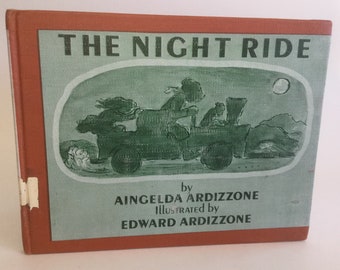 THE NIGHT RIDE
by
AINGELDA ARDIZZONE
Illustrated by
EDWARD ARDIZZONE